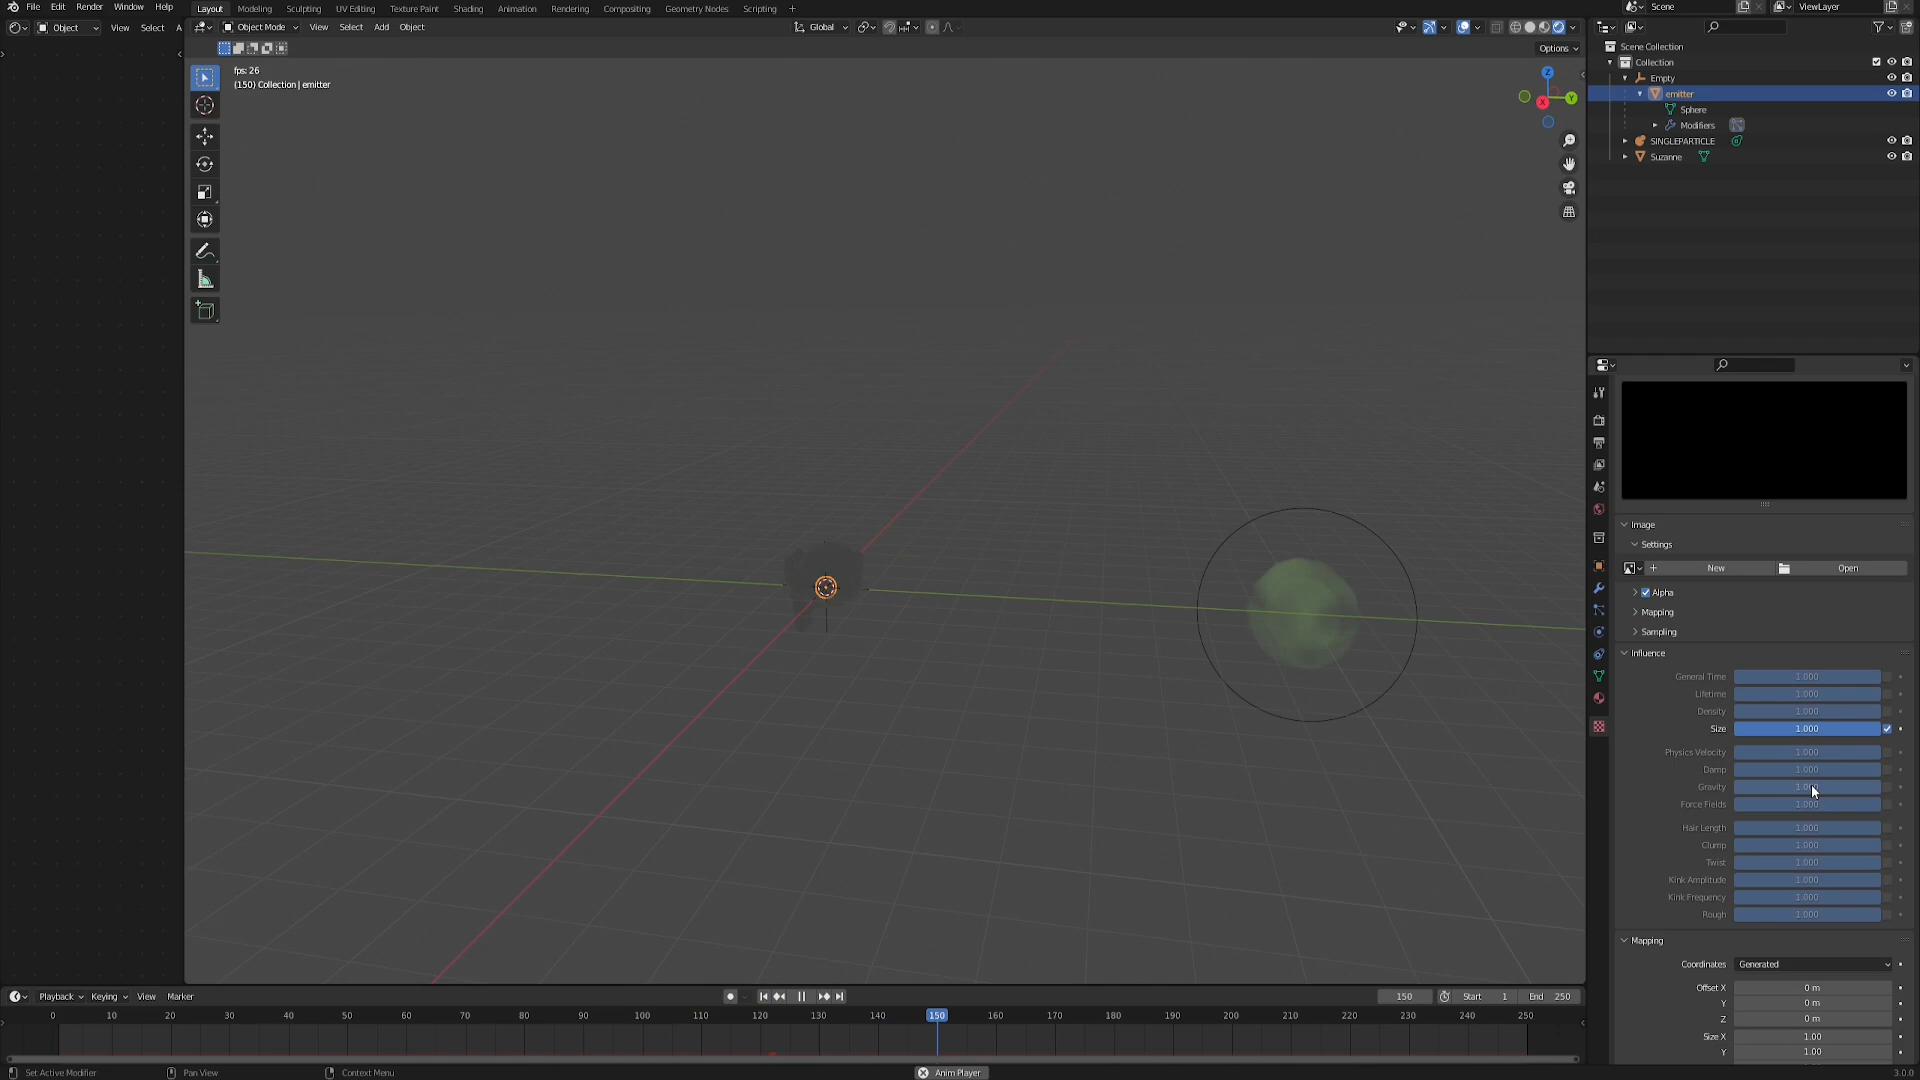 File Edit Render Window Help
Layout Modeling Sculpting UV Editing Texture Paint Shading Animation Rendering Compositing Geometry Nodes Scripting +
Scene ViewLayer
Object View Select A
Object Mode View Select Add Object
Global
Options
fps: 26
(150) Collection | emitter
Z
Y
X
Scene Collection
Collection
Empty
emitter
Sphere
Modifiers
SINGLEPARTICLE
Suzanne
Image
Settings
New Open
Alpha
Mapping
Sampling
Influence
General Time 1.000
Lifetime 1.000
Density 1.000
Size 1.000
Physics Velocity 1.000
Damp 1.000
Gravity 1.000
Force Fields 1.000
Hair Length 1.000
Clump 1.000
Twist 1.000
Kink Amplitude 1.000
Kink Frequency 1.000
Rough 1.000
Mapping
Coordinates Generated
Offset X 0 m
Y 0 m
Z 0 m
Size X 1.00
Y 1.00
Playback Keying View Marker
150 Start 1 End 250
0 10 20 30 40 50 60 70 80 90 100 110 120 130 140 150 160 170 180 190 200 210 220 230 240 250
Set Active Modifier Pan View Context Menu Anim Player 3.0.0